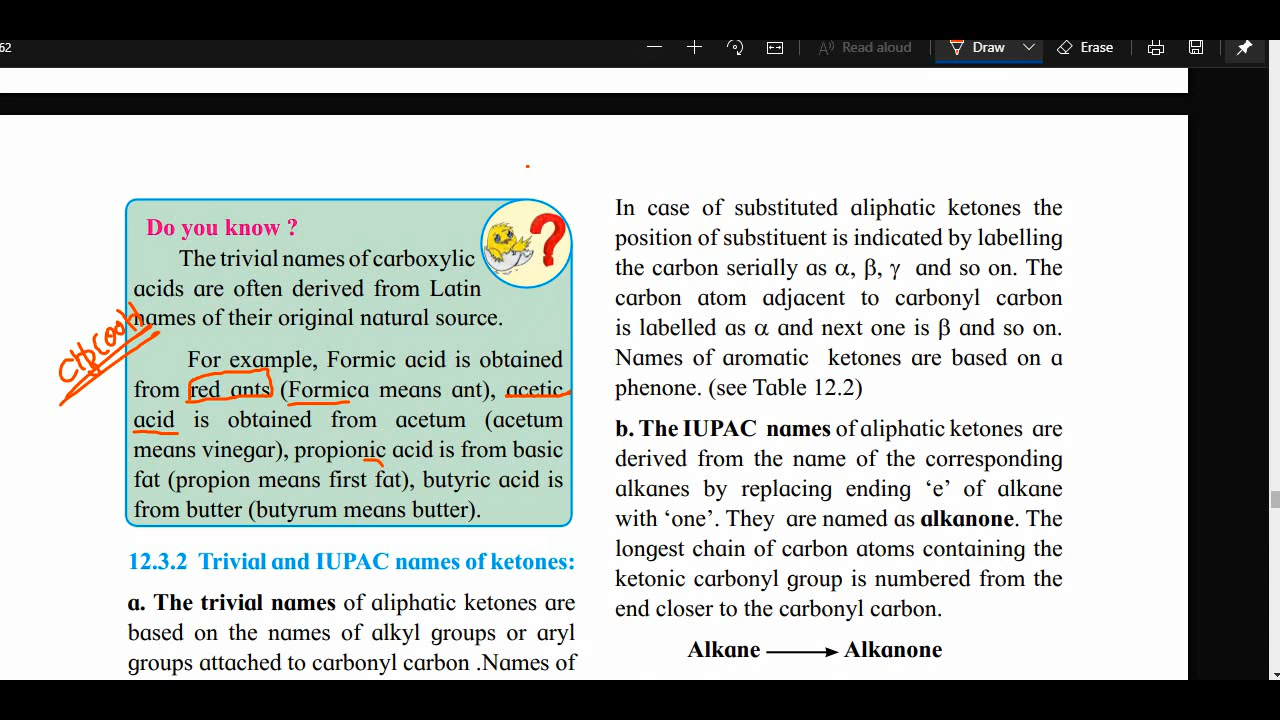 62
Read aloud
Draw
Erase
Do you know ?
The trivial names of carboxylic
acids are often derived from Latin
names of their original natural source.
For example, Formic acid is obtained
from red ants (Formica means ant), acetic
acid is obtained from acetum (acetum
means vinegar), propionic acid is from basic
fat (propion means first fat), butyric acid is
from butter (butyrum means butter).
CH3COOH
12.3.2 Trivial and IUPAC names of ketones:
a. The trivial names of aliphatic ketones are
based on the names of alkyl groups or aryl
groups attached to carbonyl carbon .Names of
In case of substituted aliphatic ketones the
position of substituent is indicated by labelling
the carbon serially as α, β, γ and so on. The
carbon atom adjacent to carbonyl carbon
is labelled as α and next one is β and so on.
Names of aromatic ketones are based on a
phenone. (see Table 12.2)
b. The IUPAC names of aliphatic ketones are
derived from the name of the corresponding
alkanes by replacing ending ‘e’ of alkane
with ‘one’. They are named as alkanone. The
longest chain of carbon atoms containing the
ketonic carbonyl group is numbered from the
end closer to the carbonyl carbon.
Alkane ⟶ Alkanone